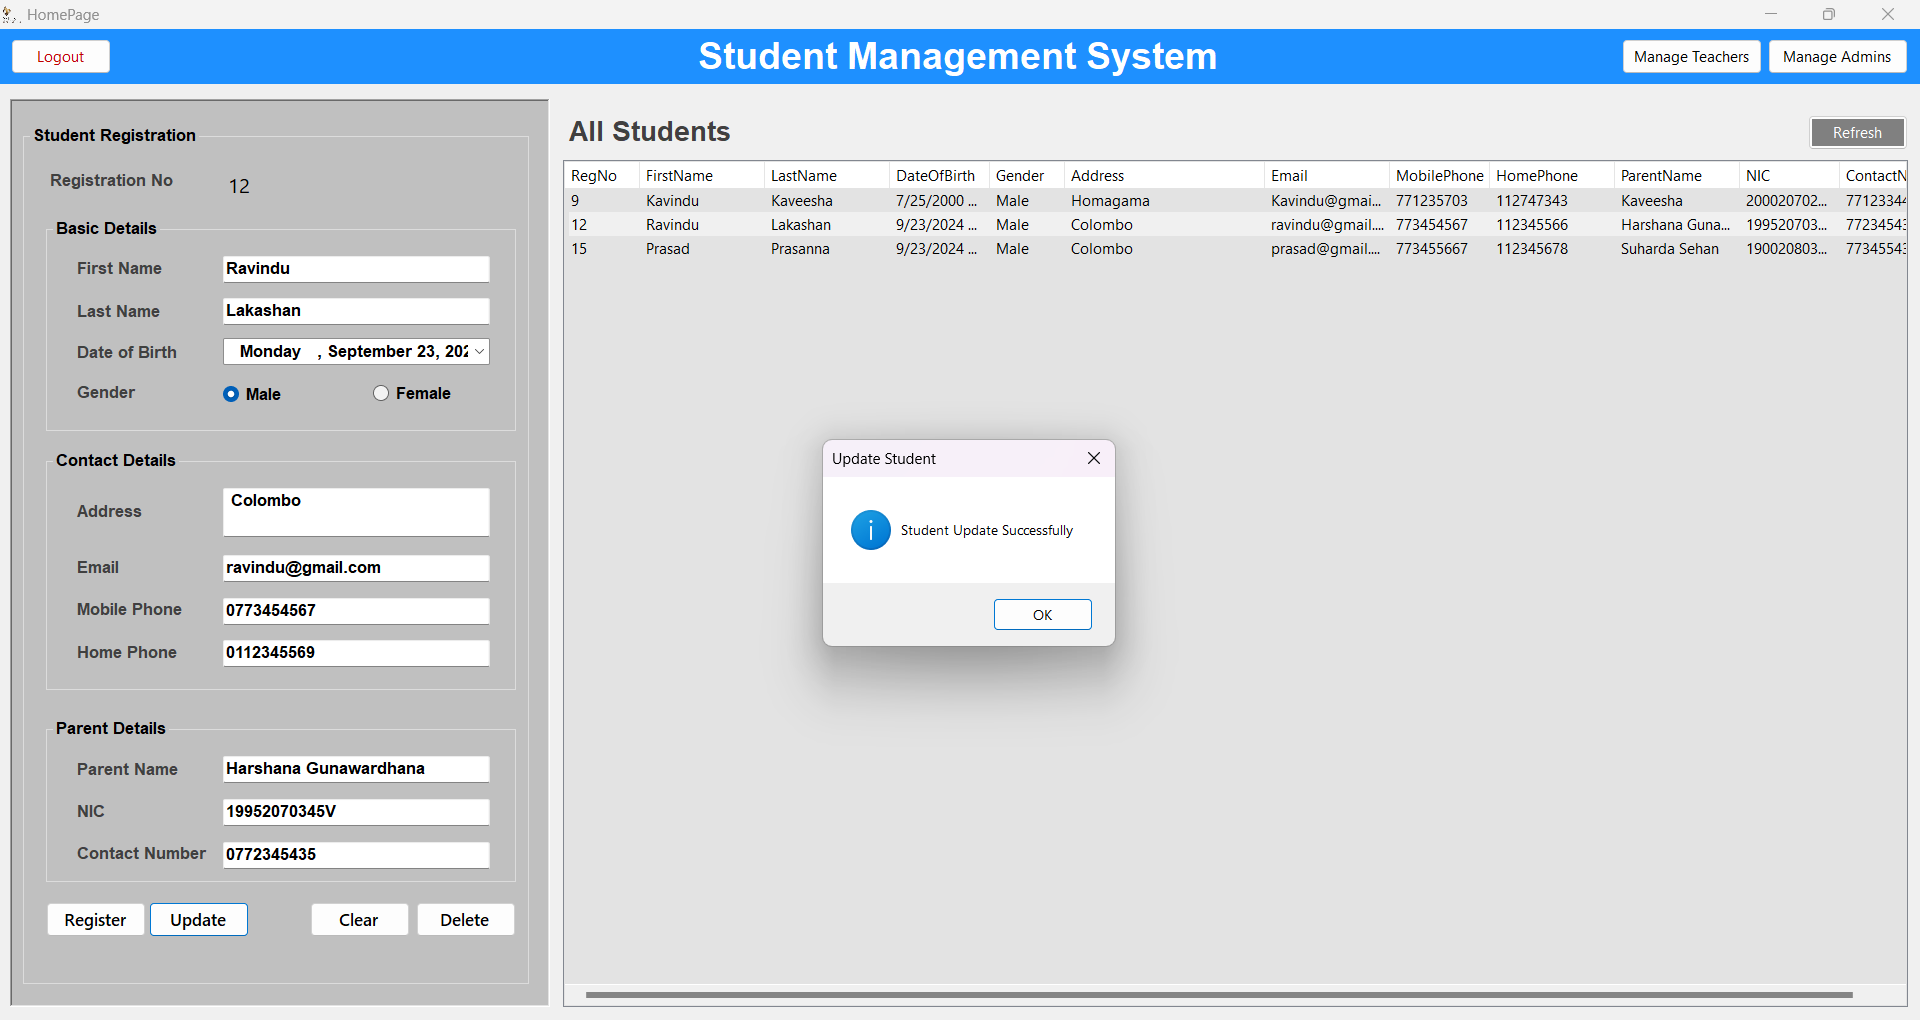 HomePage
Logout
Student Management System
Manage Teachers
Manage Admins
Student Registration
Registration No 12
Basic Details
First Name Ravindu
Last Name Lakashan
Date of Birth Monday , September 23, 202
Gender Male Female
Contact Details
Address Colombo
Email ravindu@gmail.com
Mobile Phone 0773454567
Home Phone 0112345569
Parent Details
Parent Name Harshana Gunawardhana
NIC 19952070345V
Contact Number 0772345435
Register Update Clear Delete
All Students
Refresh
RegNo FirstName LastName DateOfBirth Gender Address Email MobilePhone HomePhone ParentName NIC ContactN
9 Kavindu Kaveesha 7/25/2000 ... Male Homagama Kavindu@gmai... 771235703 112747343 Kaveesha 200020702... 7712334
12 Ravindu Lakashan 9/23/2024 ... Male Colombo ravindu@gmail.... 773454567 112345566 Harshana Guna... 199520703... 7723454
15 Prasad Prasanna 9/23/2024 ... Male Colombo prasad@gmail.... 773455667 112345678 Suharda Sehan 190020803... 7734554
Update Student
Student Update Successfully
OK